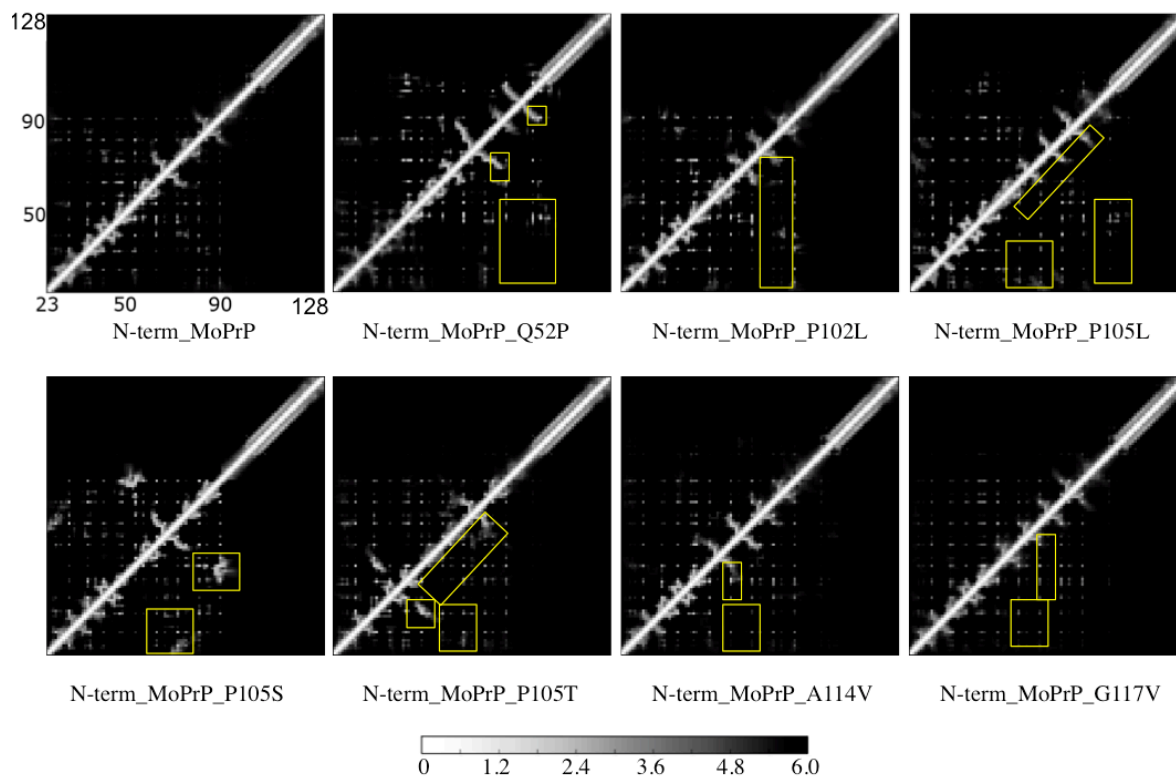 128
90
50
23 50 90 128
N-term_MoPrP N-term_MoPrP_Q52P N-term_MoPrP_P102L N-term_MoPrP_P105L
N-term_MoPrP_P105S N-term_MoPrP_P105T N-term_MoPrP_A114V N-term_MoPrP_G117V
0 1.2 2.4 3.6 4.8 6.0